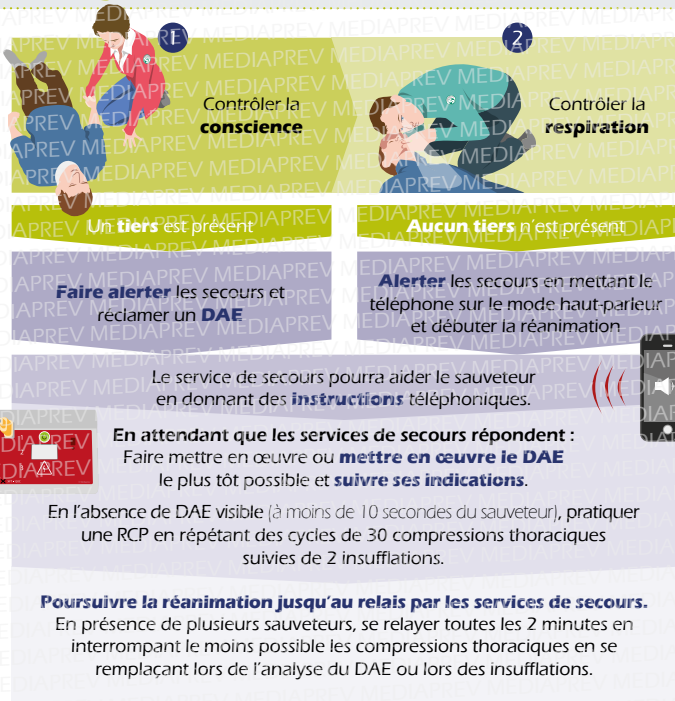 1
2
Contrôler la
conscience
Contrôler la
respiration
Un tiers est présent
Aucun tiers n'est présent
Faire alerter les secours et
réclamer un DAE
Alerter les secours en mettant le
téléphone sur le mode haut-parleur
et débuter la réanimation
Le service de secours pourra aider le sauveteur
en donnant des instructions téléphoniques.
En attendant que les services de secours répondent :
Faire mettre en œuvre ou mettre en œuvre le DAE
le plus tôt possible et suivre ses indications.
En l'absence de DAE visible (à moins de 10 secondes du sauveteur), pratiquer
une RCP en répétant des cycles de 30 compressions thoraciques
suivies de 2 insufflations.
Poursuivre la réanimation jusqu'au relais par les services de secours.
En présence de plusieurs sauveteurs, se relayer toutes les 2 minutes en
interrompant le moins possible les compressions thoraciques en se
remplaçant lors de l'analyse du DAE ou lors des insufflations.
MEDIAPREV